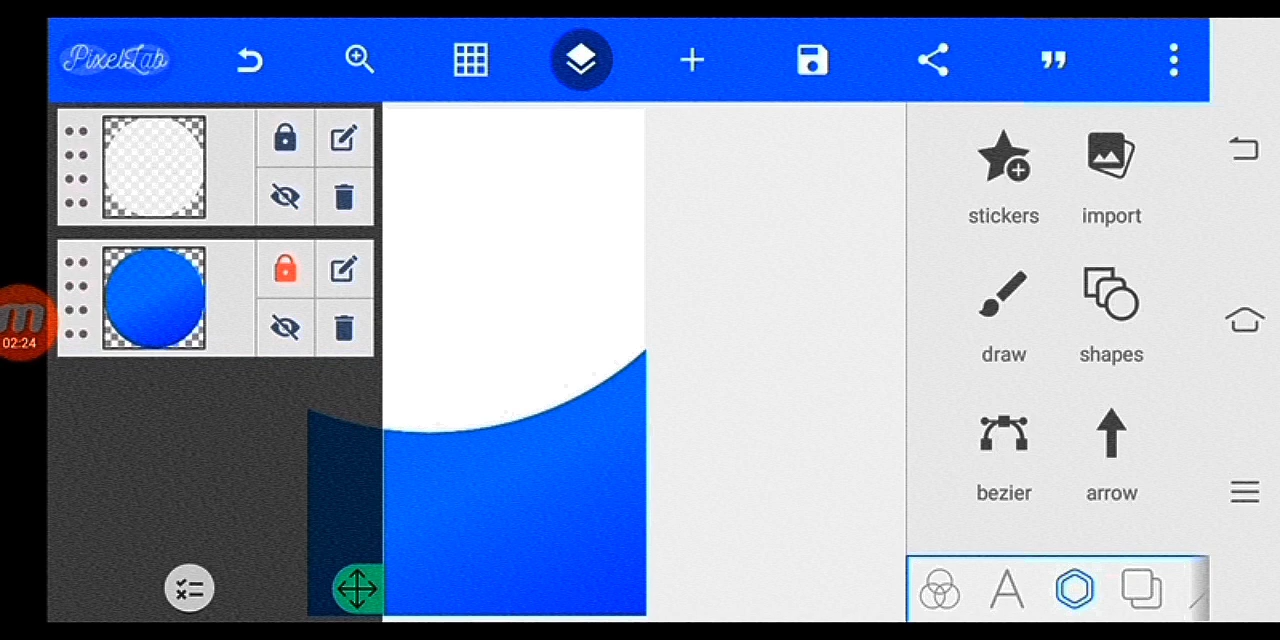 PixelLab
stickers
import
02:24
draw
shapes
bezier
arrow